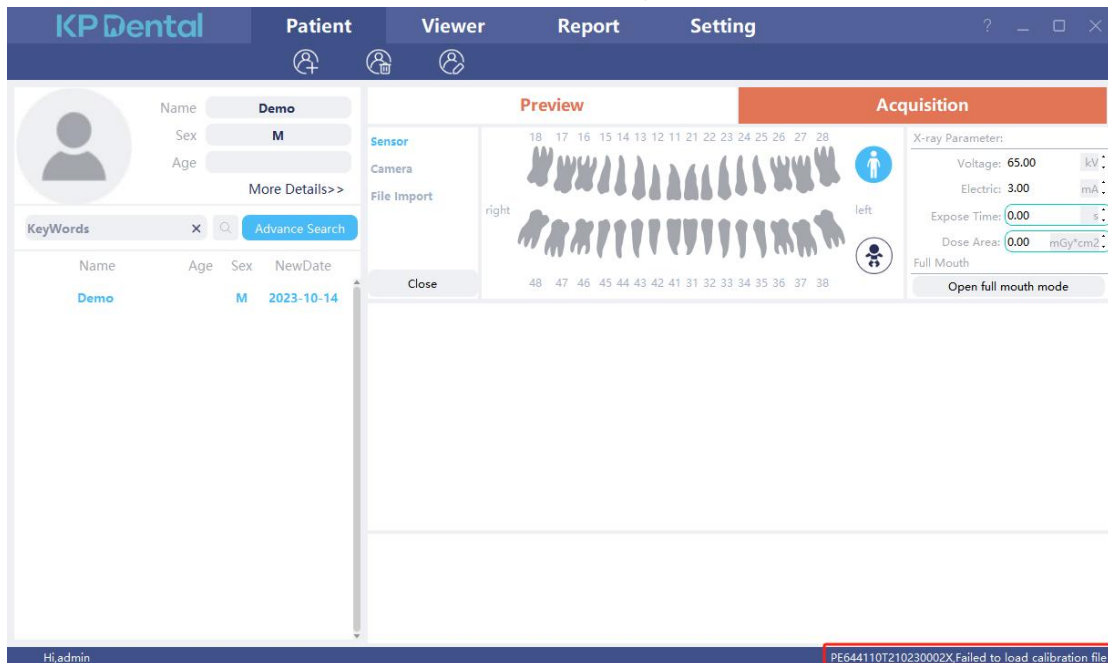 KP Dental
Patient
Viewer
Report
Setting
?
Name
Demo
Sex
M
Age
More Details>>
KeyWords
Advance Search
Name Age Sex NewDate
Demo M 2023-10-14
Preview
Acquisition
Sensor
Camera
File Import
Close
18 17 16 15 14 13 12 11 21 22 23 24 25 26 27 28
right
left
48 47 46 45 44 43 42 41 31 32 33 34 35 36 37 38
X-ray Parameter:
Voltage: 65.00 kV
Electric: 3.00 mA
Expose Time: 0.00 s
Dose Area: 0.00 mGy*cm2
Full Mouth
Open full mouth mode
Hi,admin
PE644110T210230002X,Failed to load calibration file